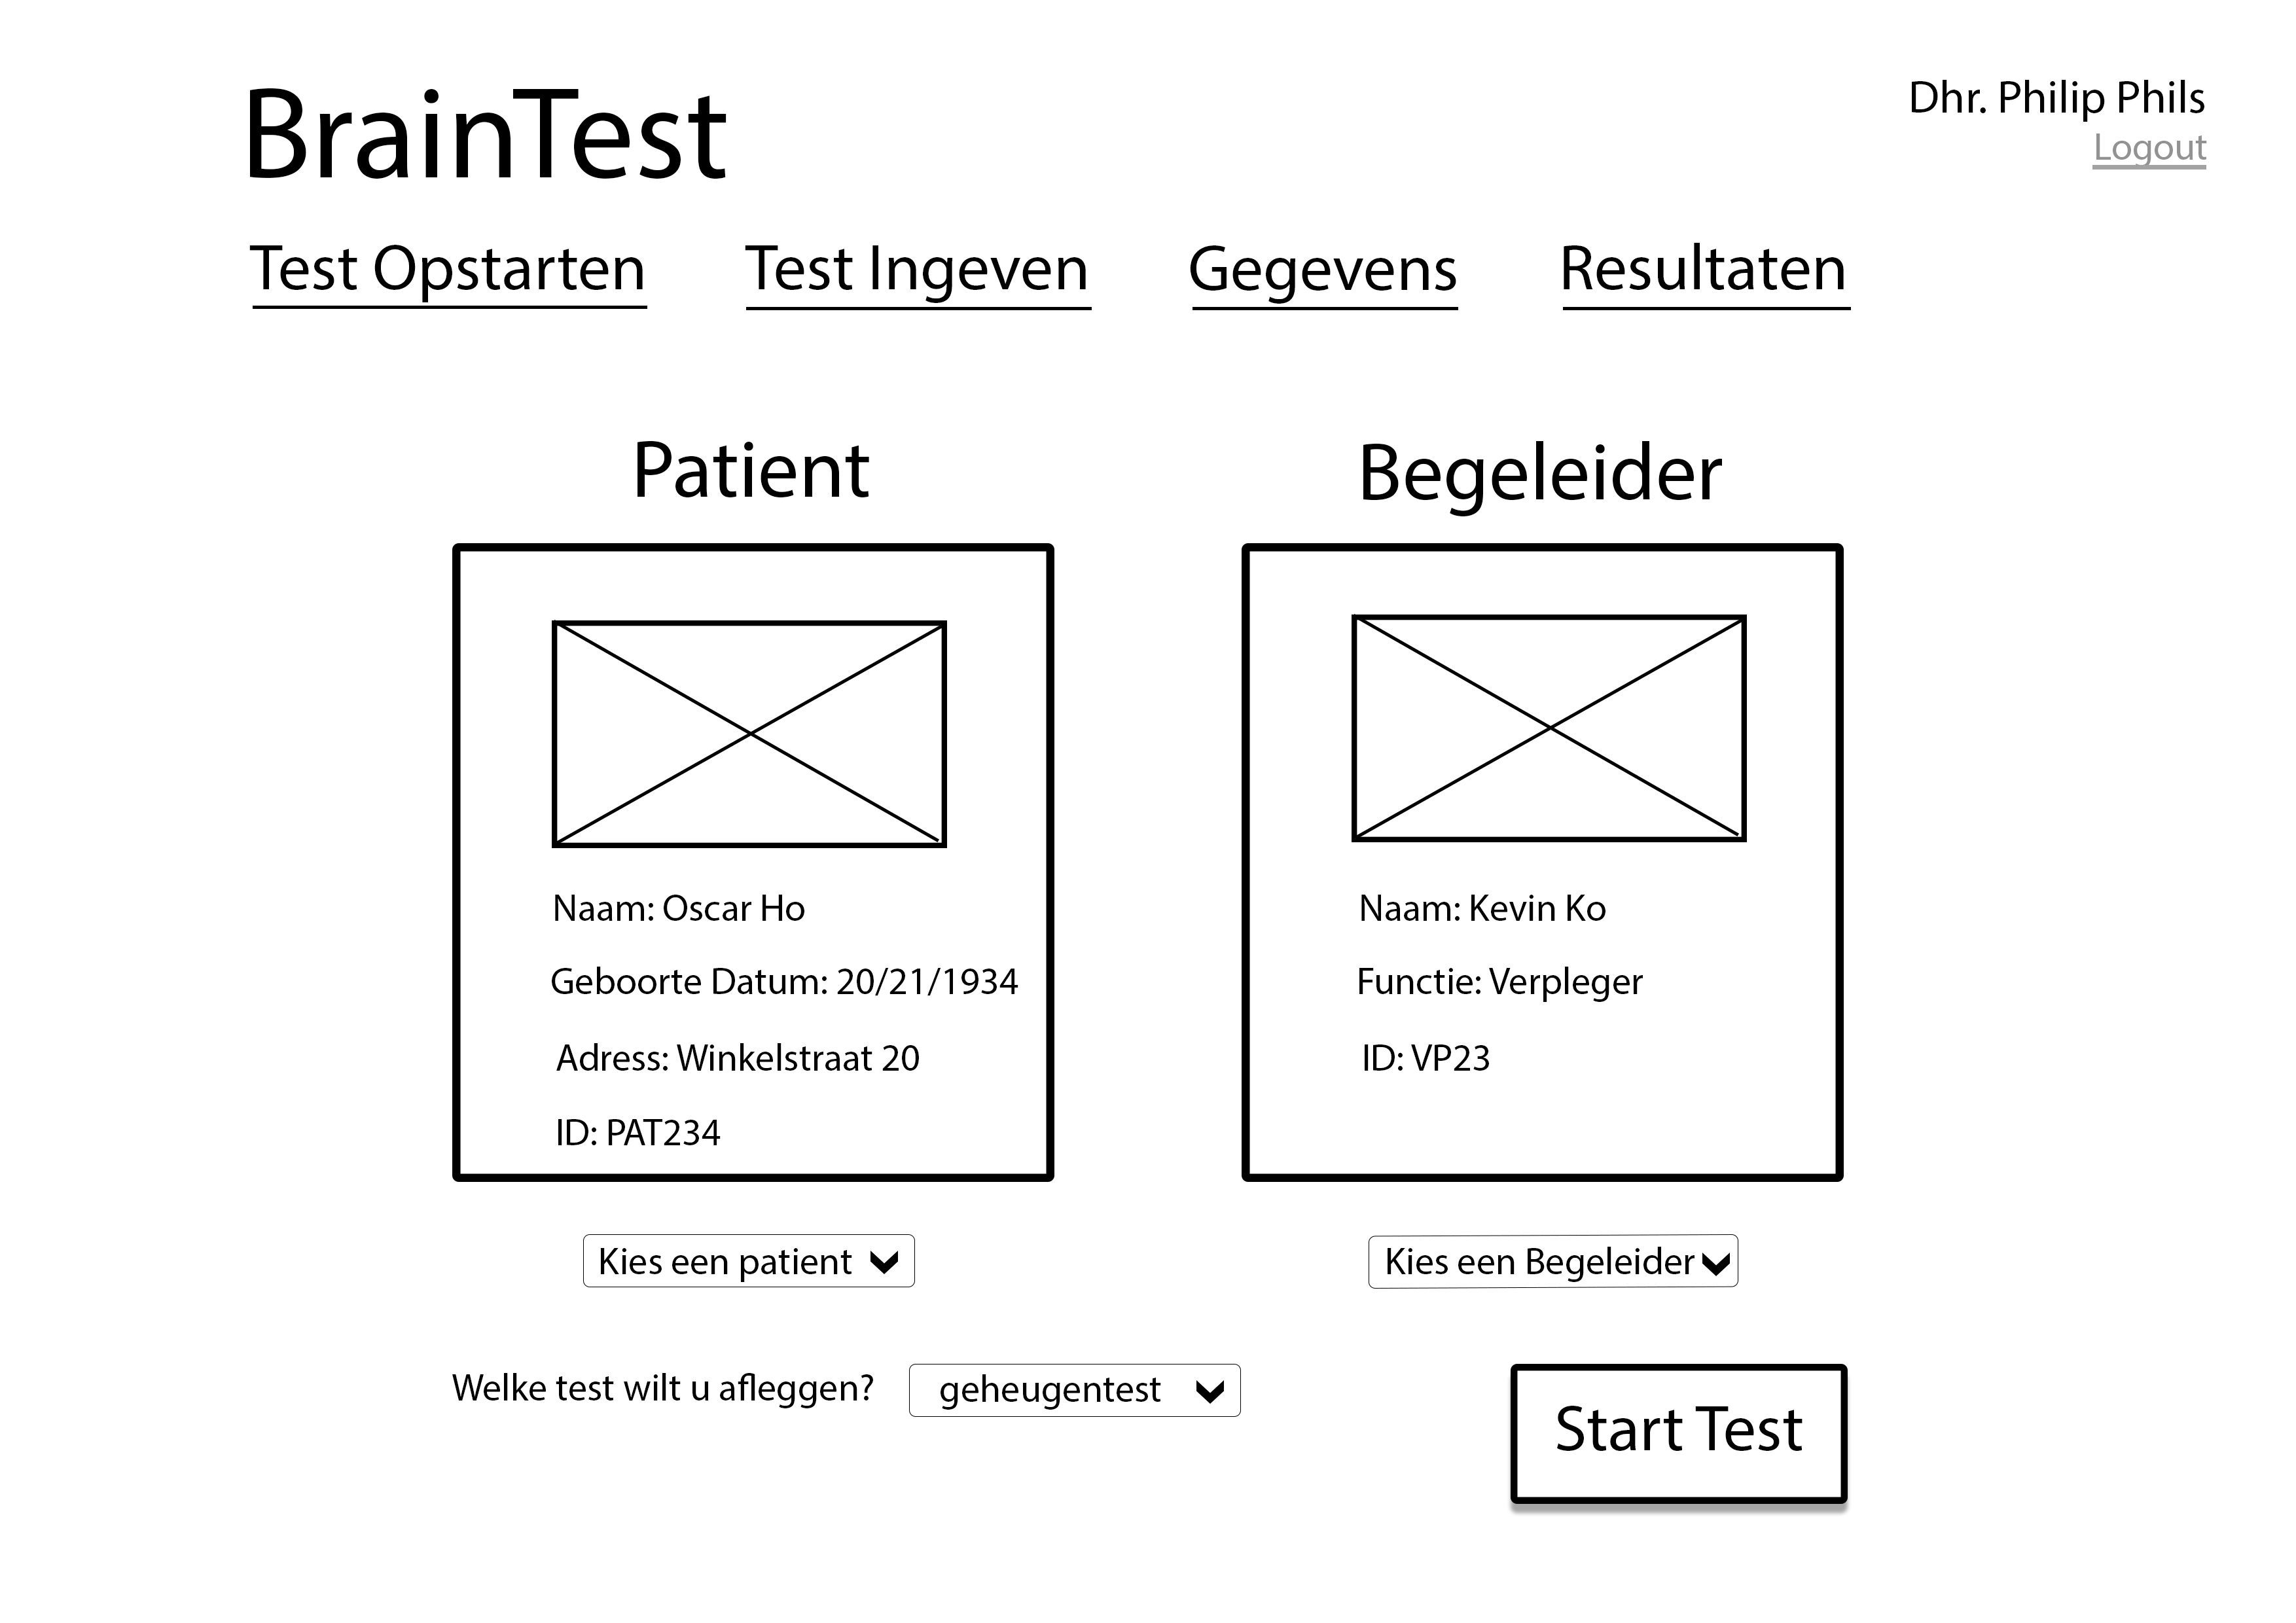 BrainTest
Dhr. Philip Phils
Logout
Test Opstarten Test Ingeven Gegevens Resultaten
Patient
Naam: Oscar Ho
Geboorte Datum: 20/21/1934
Adress: Winkelstraat 20
ID: PAT234
Kies een patient
Begeleider
Naam: Kevin Ko
Functie: Verpleger
ID: VP23
Kies een Begeleider
Welke test wilt u afleggen? geheugentest
Start Test